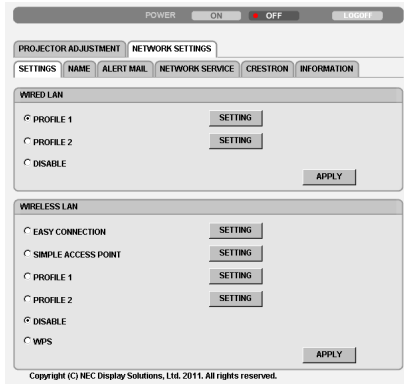 POWER ON OFF LOGOFF
PROJECTOR ADJUSTMENT NETWORK SETTINGS
SETTINGS NAME ALERT MAIL NETWORK SERVICE CRESTRON INFORMATION
WIRED LAN
PROFILE 1 SETTING
PROFILE 2 SETTING
DISABLE
APPLY
WIRELESS LAN
EASY CONNECTION SETTING
SIMPLE ACCESS POINT SETTING
PROFILE 1 SETTING
PROFILE 2 SETTING
DISABLE
WPS
APPLY
Copyright (C) NEC Display Solutions, Ltd. 2011. All rights reserved.